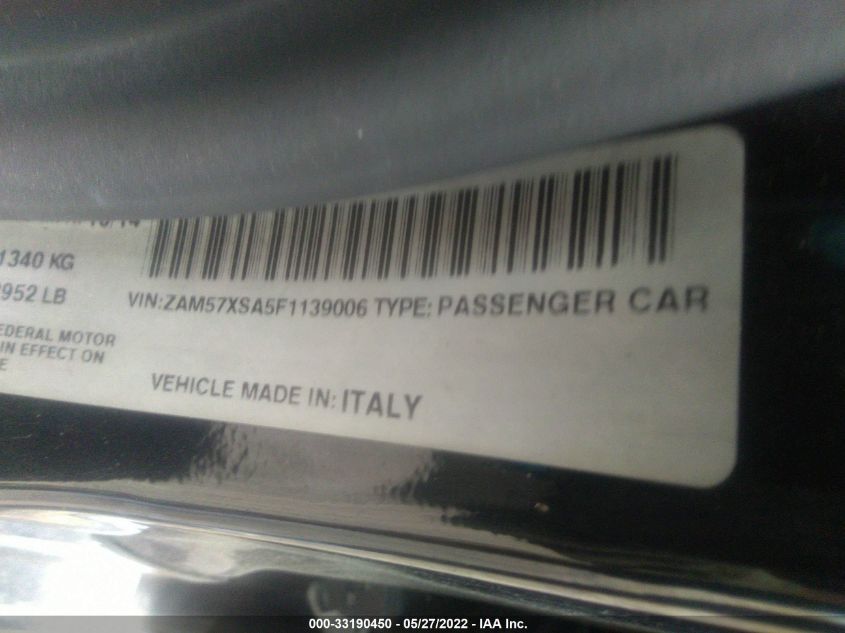 1340 KG
952 LB
VIN:ZAM57XSA5F1139006 TYPE: PASSENGER CAR
EDERAL MOTOR
IN EFFECT ON
E
VEHICLE MADE IN: ITALY
000-33190450 - 05/27/2022 - IAA Inc.